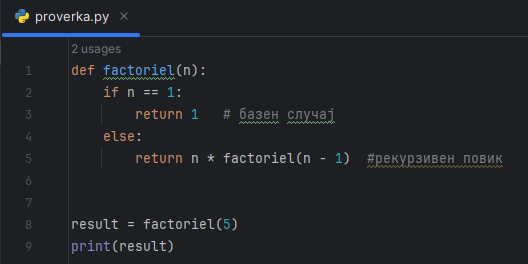 proverka.py ×
2 usages
1 def factoriel(n):
2     if n == 1:
3         return 1   # базен случај
4     else:
5         return n * factoriel(n - 1)  #рекурзивен повик
6
7
8 result = factoriel(5)
9 print(result)